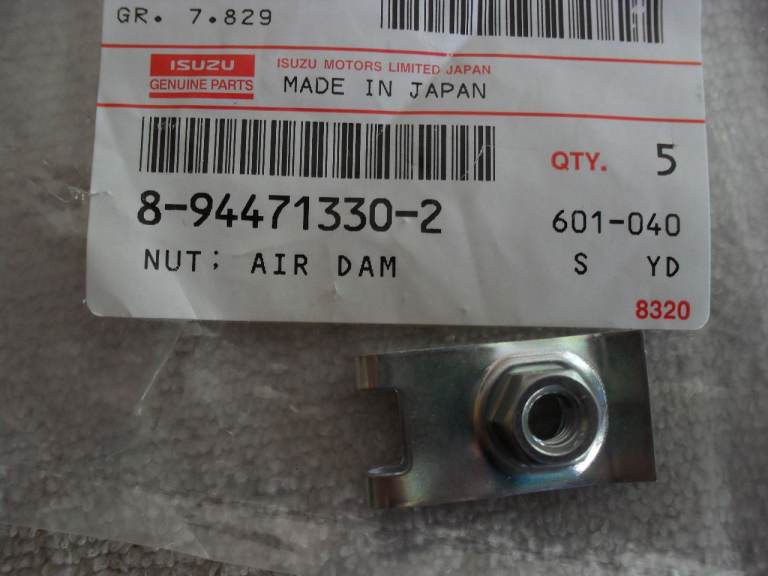 GR. 7.829
ISUZU
GENUINE PARTS
ISUZU MOTORS LIMITED JAPAN
MADE IN JAPAN
QTY. 5
8-94471330-2
601-040
NUT; AIR DAM
S YD
8320